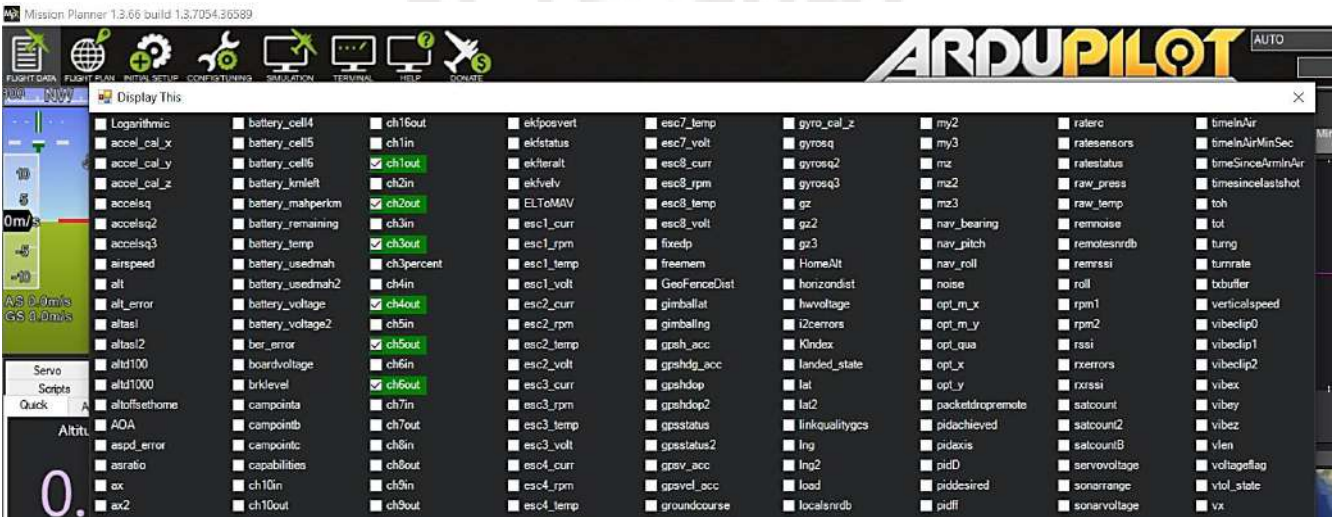 Mission Planner 1.3.66 build 1.3.7054.36589
FLIGHT DATA FLIGHT PLAN INITIAL SETUP CONFIG/TUNING SIMULATION TERMINAL HELP DONATE
ARDUPILOT
AUTO
NW
Display This
Logarithmic battery_cell4 ch16out ekfposvert esc7_temp gyro_cal_z my2 raterc timeInAir
accel_cal_x battery_cell5 ch1in ekfstatus esc7_volt gyrosq my3 ratesensors timeInAirMinSec
accel_cal_y battery_cell6 ch1out ekfteralt esc8_curr gyrosq2 mz ratestatus timeSinceArmInAir
accel_cal_z battery_kmleft ch2in ekfvelv esc8_rpm gyrosq3 mz2 raw_press timesincelastshot
accelsq battery_mahperkm ch2out ELToMAV esc8_temp gz mz3 raw_temp toh
accelsq2 battery_remaining ch3in esc1_curr esc8_volt gz2 nav_bearing remnoise tot
accelsq3 battery_temp ch3out esc1_rpm fixedp gz3 nav_pitch remotesnrdb turng
airspeed battery_usedmah ch3percent esc1_temp freemem HomeAlt nav_roll remrssi turnrate
alt battery_usedmah2 ch4in esc1_volt GeoFenceDist horizondist noise roll txbuffer
alt_error battery_voltage ch4out esc2_curr gimballat hwvoltage opt_m_x rpm1 verticalspeed
altasl battery_voltage2 ch5in esc2_rpm gimballng i2cerrors opt_m_y rpm2 vibeclip0
altasl2 ber_error ch5out esc2_temp gpsh_acc KIndex opt_qua rssi vibeclip1
altd100 boardvoltage ch6in esc2_volt gpshdg_acc landed_state opt_x rxerrors vibeclip2
altd1000 brklevel ch6out esc3_curr gpshdop lat opt_y rxrssi vibex
altoffsethome campointa ch7in esc3_rpm gpshdop2 lat2 packetdropremote satcount vibey
AOA campointb ch7out esc3_temp gpsstatus linkqualitygcs pidachieved satcount2 vibez
aspd_error campointc ch8in esc3_volt gpsstatus2 lng pidaxis satcountB vlen
asratio capabilities ch8out esc4_curr gpsv_acc lng2 pidD servovoltage voltageflag
ax ch10in ch9in esc4_rpm gpsvel_acc load piddesired sonarrange vtol_state
ax2 ch10out ch9out esc4_temp groundcourse localsnrdb pidff sonarvoltage vx
10
5
0m/s
-5
-10
AS 0.0m/s
GS 0.0m/s
Servo
Scripts
Quick
Altitu
0.